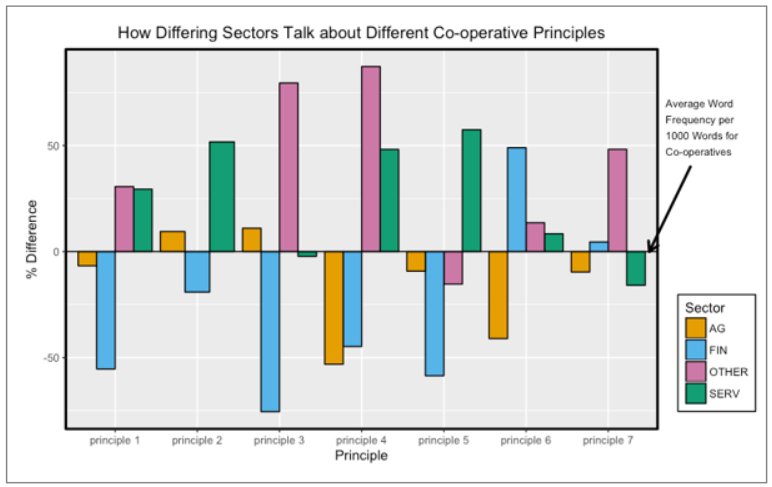 How Differing Sectors Talk about Different Co-operative Principles
Average Word
Frequency per
1000 Words for
Co-operatives
% Difference
50
0
-50
Sector
AG
FIN
OTHER
SERV
principle 1 principle 2 principle 3 principle 4 principle 5 principle 6 principle 7
Principle